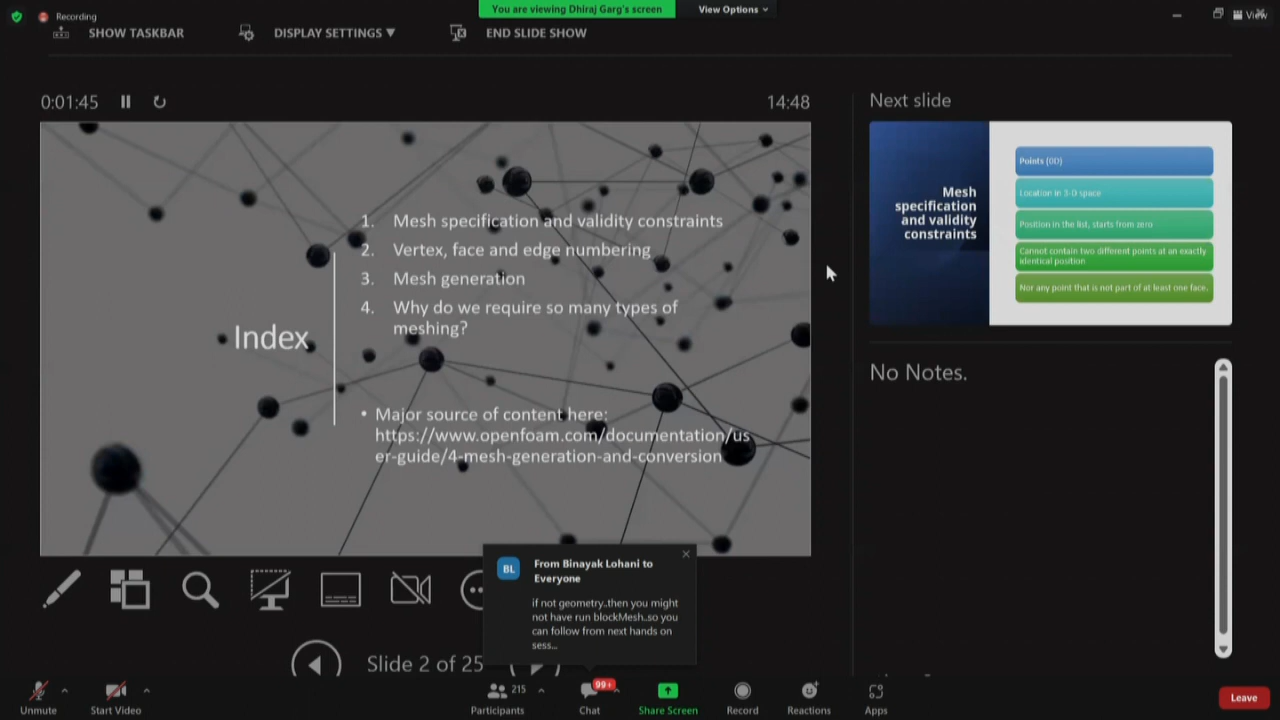 Recording
You are viewing Dhiraj Garg's screen
View Options
View
SHOW TASKBAR
DISPLAY SETTINGS ▼
END SLIDE SHOW
0:01:45
14:48
Next slide
Index
1. Mesh specification and validity constraints
2. Vertex, face and edge numbering
3. Mesh generation
4. Why do we require so many types of
meshing?
• Major source of content here:
https://www.openfoam.com/documentation/us
er-guide/4-mesh-generation-and-conversion
Mesh
specification
and validity
constraints
Points (0D)
Location in 3-D space
Position in the list, starts from zero
Cannot contain two different points at an exactly
identical position
Nor any point that is not part of at least one face.
No Notes.
BL
From Binayak Lohani to
Everyone
if not geometry..then you might
not have run blockMesh..so you
can follow from next hands on
sess...
Slide 2 of 25
Unmute
Start Video
215
Participants
99+
Chat
Share Screen
Record
Reactions
Apps
Leave